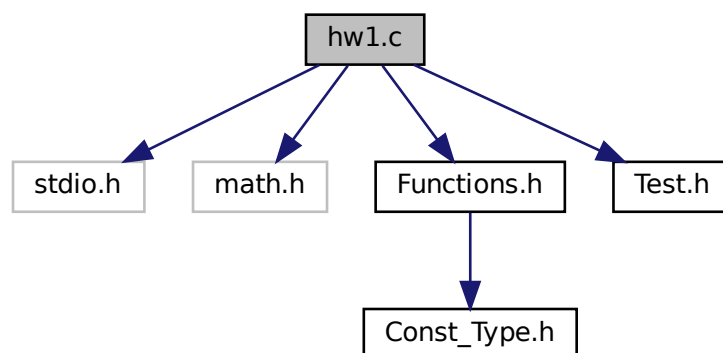 hw1.c
stdio.h
math.h
Functions.h
Test.h
Const_Type.h